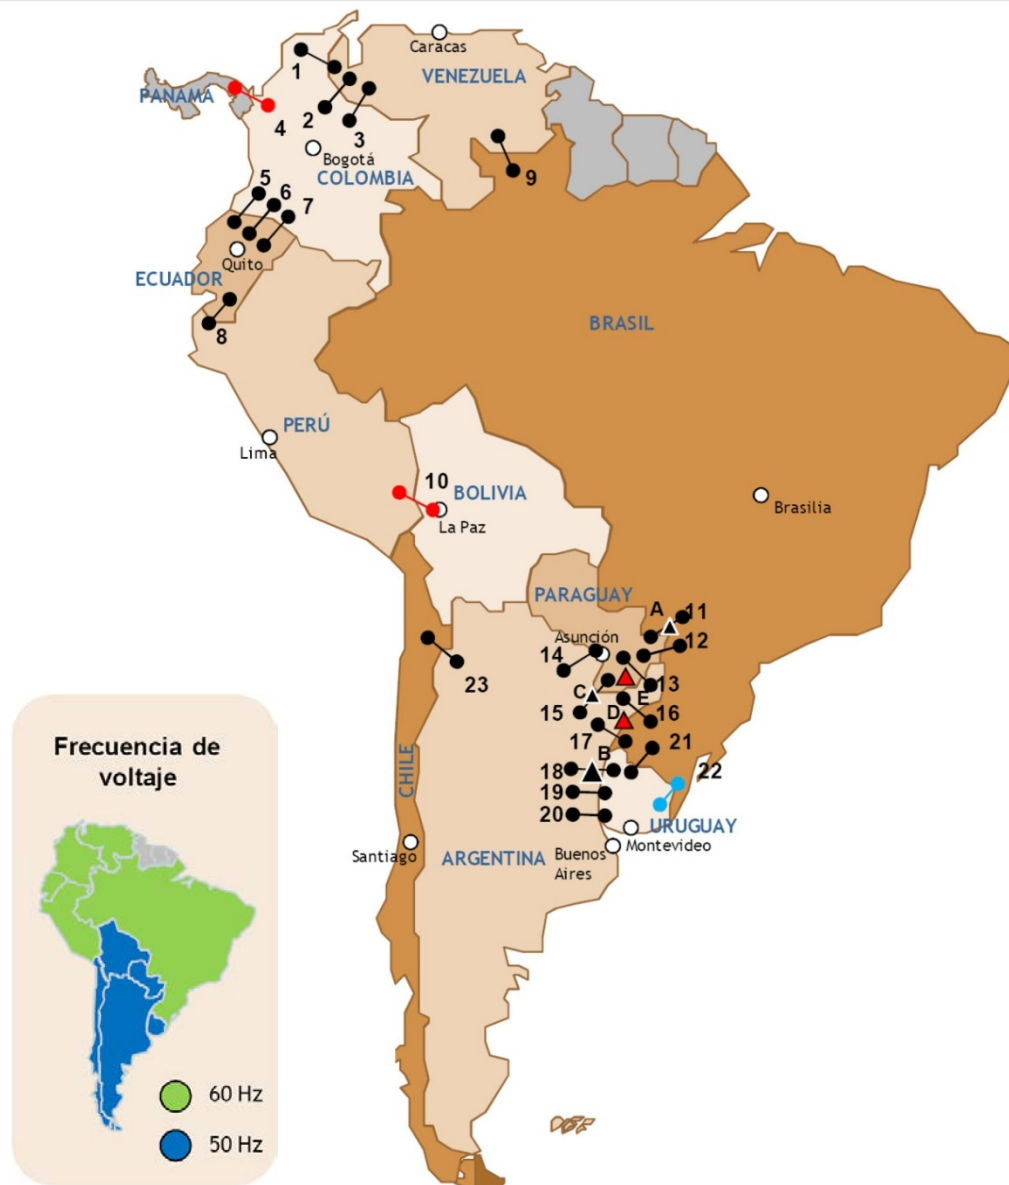 Caracas
VENEZUELA
1
PANAMA
2
4
3
Bogotá
COLOMBIA
9
5
6
7
Quito
ECUADOR
BRASIL
8
PERÚ
Lima
10
BOLIVIA
La Paz
Brasilia
PARAGUAY
A
11
Asunción
12
14
13
C
E
15
D
16
17
21
23
B
18
22
19
20
CHILE
URUGUAY
Montevideo
Santiago
ARGENTINA
Buenos
Aires
Frecuencia de
voltaje
60 Hz
50 Hz